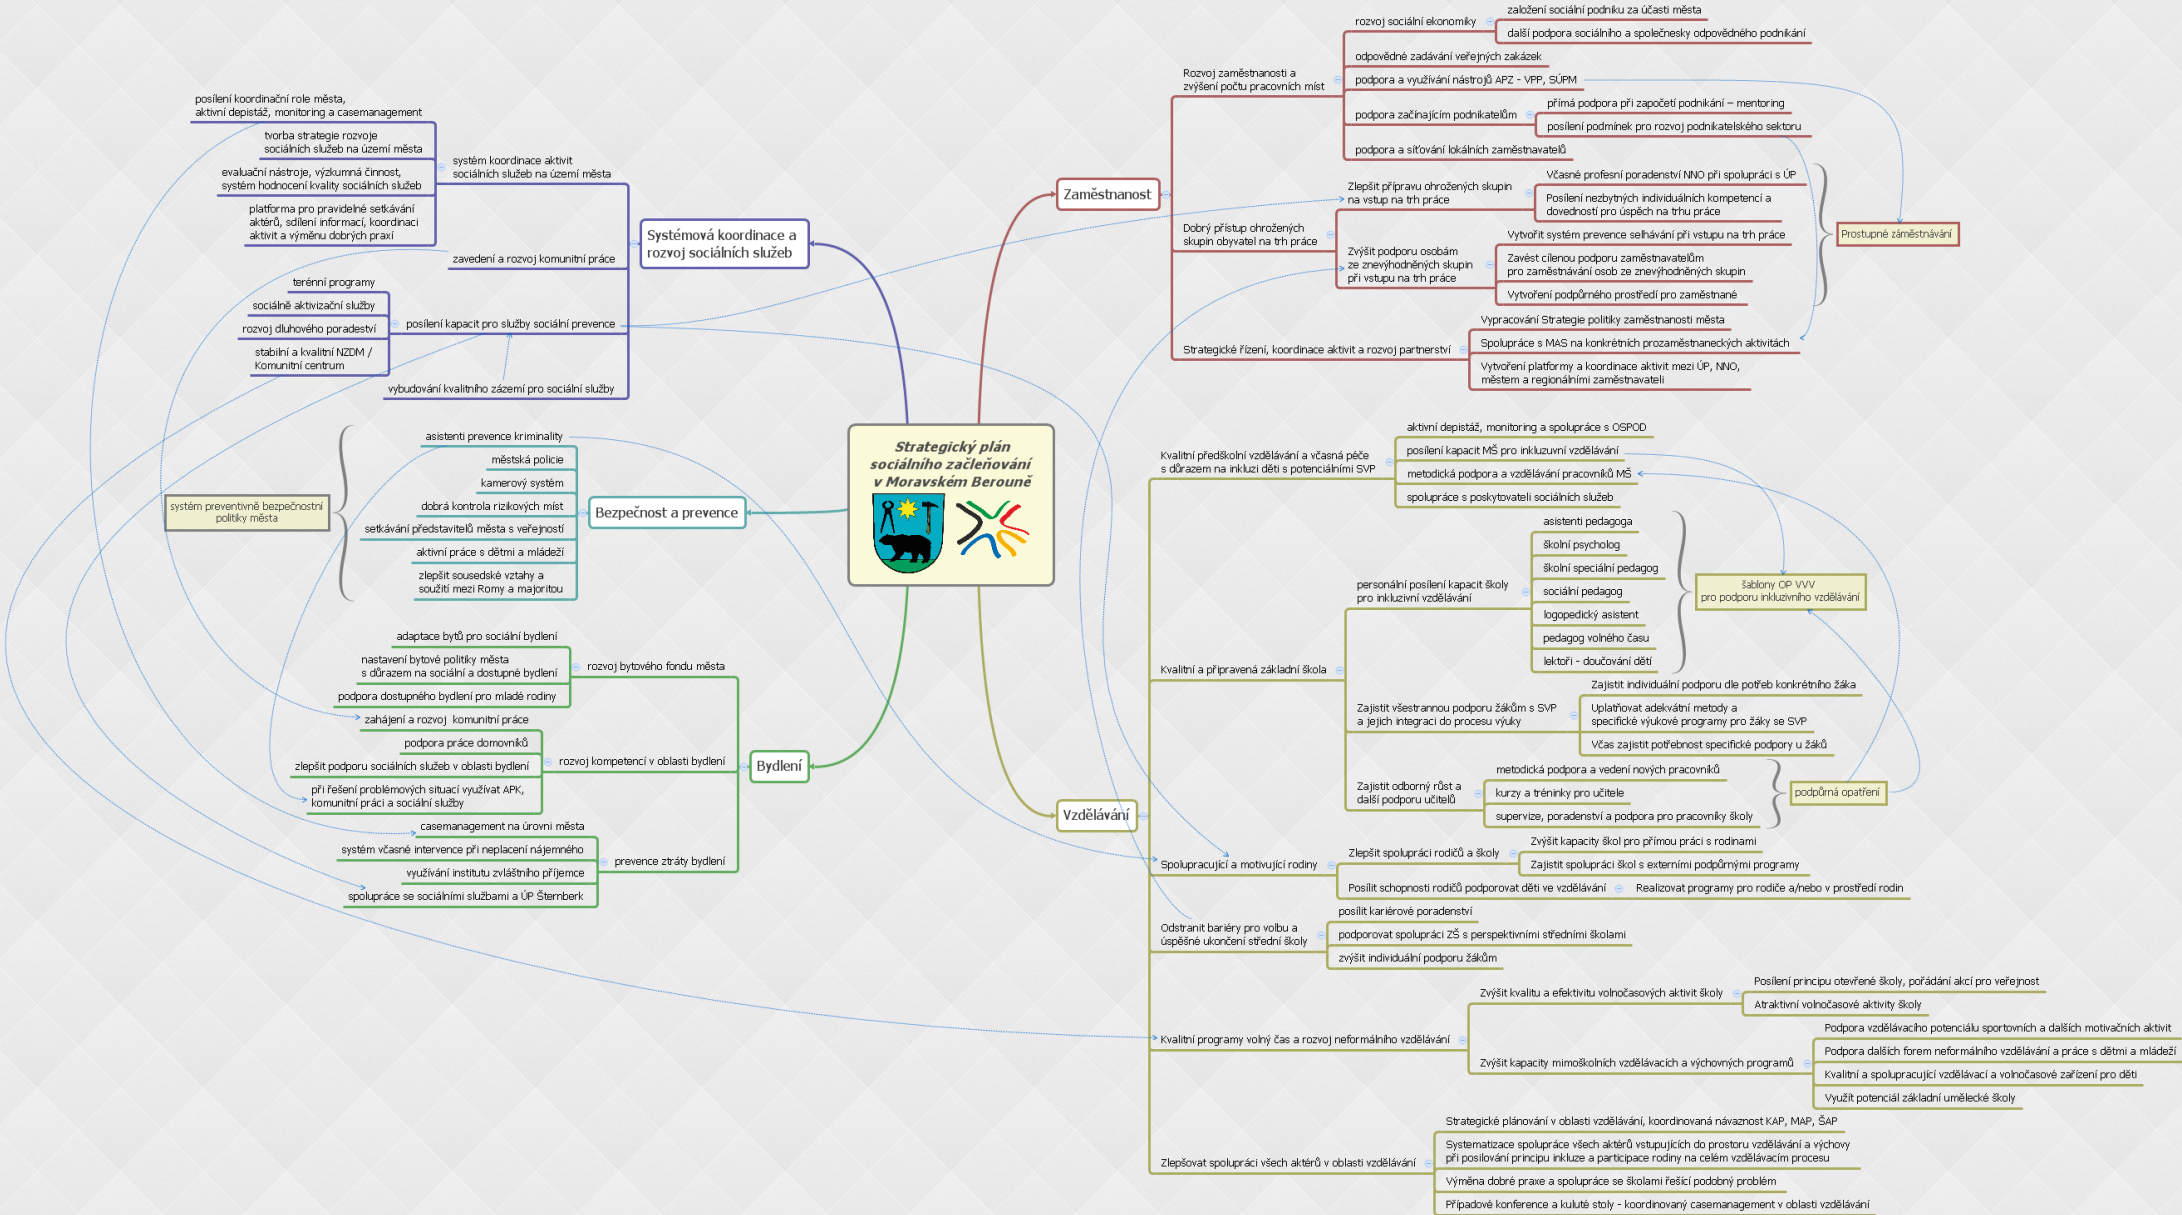 Strategický plán
sociálního začleňování
v Moravském Berouně
Systémová koordinace a
rozvoj sociálních služeb
systém koordinace aktivit
sociálních služeb na území města
posílení koordinační role města,
aktivní depistáž, monitoring a casemanagement
tvorba strategie rozvoje
sociálních služeb na území města
evaluační nástroje, výzkumná činnost,
systém hodnocení kvality sociálních služeb
platforma pro pravidelné setkávání
aktérů, sdílení informací, koordinaci
aktivit a výměnu dobrých praxí
zavedení a rozvoj komunitní práce
posílení kapacit pro služby sociální prevence
terénní programy
sociálně aktivizační služby
rozvoj dluhového poradeství
stabilní a kvalitní NZDM /
Komunitní centrum
vybudování kvalitního zázemí pro sociální služby
Bezpečnost a prevence
asistenti prevence kriminality
městská policie
kamerový systém
dobrá kontrola rizikových míst
setkávání představitelů města s veřejností
aktivní práce s dětmi a mládeží
zlepšit sousedské vztahy a
soužití mezi Romy a majoritou
systém preventivně bezpečnostní
politiky města
Bydlení
rozvoj bytového fondu města
adaptace bytů pro sociální bydlení
nastavení bytové politiky města
s důrazem na sociální a dostupné bydlení
podpora dostupného bydlení pro mladé rodiny
rozvoj kompetencí v oblasti bydlení
zahájení a rozvoj komunitní práce
podpora práce domovníků
zlepšit podporu sociálních služeb v oblasti bydlení
při řešení problémových situací využívat APK,
komunitní práci a sociální služby
prevence ztráty bydlení
casemanagement na úrovni města
systém včasné intervence při neplacení nájemného
využívání institutu zvláštního příjemce
spolupráce se sociálními službami a ÚP Šternberk
Zaměstnanost
Rozvoj zaměstnanosti a
zvýšení počtu pracovních míst
rozvoj sociální ekonomiky
založení sociální podniku za účasti města
další podpora sociálního a společnesky odpovědného podnikání
odpovědné zadávání veřejných zakázek
podpora a využívání nástrojů APZ - VPP, SÚPM
podpora začínajícím podnikatelům
přímá podpora při započetí podnikání – mentoring
posílení podmínek pro rozvoj podnikatelského sektoru
podpora a síťování lokálních zaměstnavatelů
Dobrý přístup ohrožených
skupin obyvatel na trh práce
Zlepšit přípravu ohrožených skupin
na vstup na trh práce
Včasné profesní poradenství NNO při spolupráci s ÚP
Posílení nezbytných individuálních kompetencí a
dovedností pro úspěch na trhu práce
Zvýšit podporu osobám
ze znevýhodněných skupin
při vstupu na trh práce
Vytvořit systém prevence selhávání při vstupu na trh práce
Zavést cílenou podporu zaměstnavatelům
pro zaměstnávání osob ze znevýhodněných skupin
Vytvoření podpůrného prostředí pro zaměstnané
Prostupné záměstnávání
Strategické řízení, koordinace aktivit a rozvoj partnerství
Vypracování Strategie politiky zaměstnanosti města
Spolupráce s MAS na konkrétních prozaměstnaneckých aktivitách
Vytvoření platformy a koordinace aktivit mezi ÚP, NNO,
městem a regionálními zaměstnavateli
Vzdělávání
Kvalitní předškolní vzdělávání a včasná péče
s důrazem na inkluzi děti s potenciálními SVP
aktivní depistáž, monitoring a spolupráce s OSPOD
posílení kapacit MŠ pro inkluzuvní vzdělávání
metodická podpora a vzdělávání pracovníků MŠ
spolupráce s poskytovateli sociálních služeb
Kvalitní a připravená základní škola
personální posílení kapacit školy
pro inkluzivní vzdělávání
asistenti pedagoga
školní psycholog
školní speciální pedagog
sociální pedagog
logopedický asistent
pedagog volného času
lektoři - doučování dětí
šablony OP VVV
pro podporu inkluzivního vzdělávání
Zajistit všestrannou podporu žákům s SVP
a jejich integraci do procesu výuky
Zajistit individuální podporu dle potřeb konkrétního žáka
Uplatňovat adekvátní metody a
specifické výukové programy pro žáky se SVP
Včas zajistit potřebnost specifické podpory u žáků
Zajistit odborný růst a
další podporu učitelů
metodická podpora a vedení nových pracovníků
kurzy a tréninky pro učitele
supervize, poradenství a podpora pro pracovníky školy
podpůrná opatření
Spolupracující a motivující rodiny
Zlepšit spolupráci rodičů a školy
Zvýšit kapacity škol pro přímou práci s rodinami
Zajistit spolupráci škol s externími podpůrnými programy
Posílit schopnosti rodičů podporovat děti ve vzdělávání
Realizovat programy pro rodiče a/nebo v prostředí rodin
Odstranit bariéry pro volbu a
úspěšné ukončení střední školy
posílit kariérové poradenství
podporovat spolupráci ZŠ s perspektivními středními školami
zvýšit individuální podporu žákům
Kvalitní programy volný čas a rozvoj neformálního vzdělávání
Zvýšit kvalitu a efektivitu volnočasových aktivit školy
Posílení principu otevřené školy, pořádání akcí pro veřejnost
Atraktivní volnočasové aktivity školy
Zvýšit kapacity mimoškolních vzdělávacích a výchovných programů
Podpora vzdělávacího potenciálu sportovních a dalších motivačních aktivit
Podpora dalších forem neformálního vzdělávání a práce s dětmi a mládeží
Kvalitní a spolupracující vzdělávací a volnočasové zařízení pro děti
Využít potenciál základní umělecké školy
Zlepšovat spolupráci všech aktérů v oblasti vzdělávání
Strategické plánování v oblasti vzdělávání, koordinovaná návaznost KAP, MAP, ŠAP
Systematizace spolupráce všech aktérů vstupujících do prostoru vzdělávání a výchovy
při posilování principu inkluze a participace rodiny na celém vzdělávacím procesu
Výměna dobré praxe a spolupráce se školami řešící podobný problém
Případové konference a kuluté stoly - koordinovaný casemanagement v oblasti vzdělávání